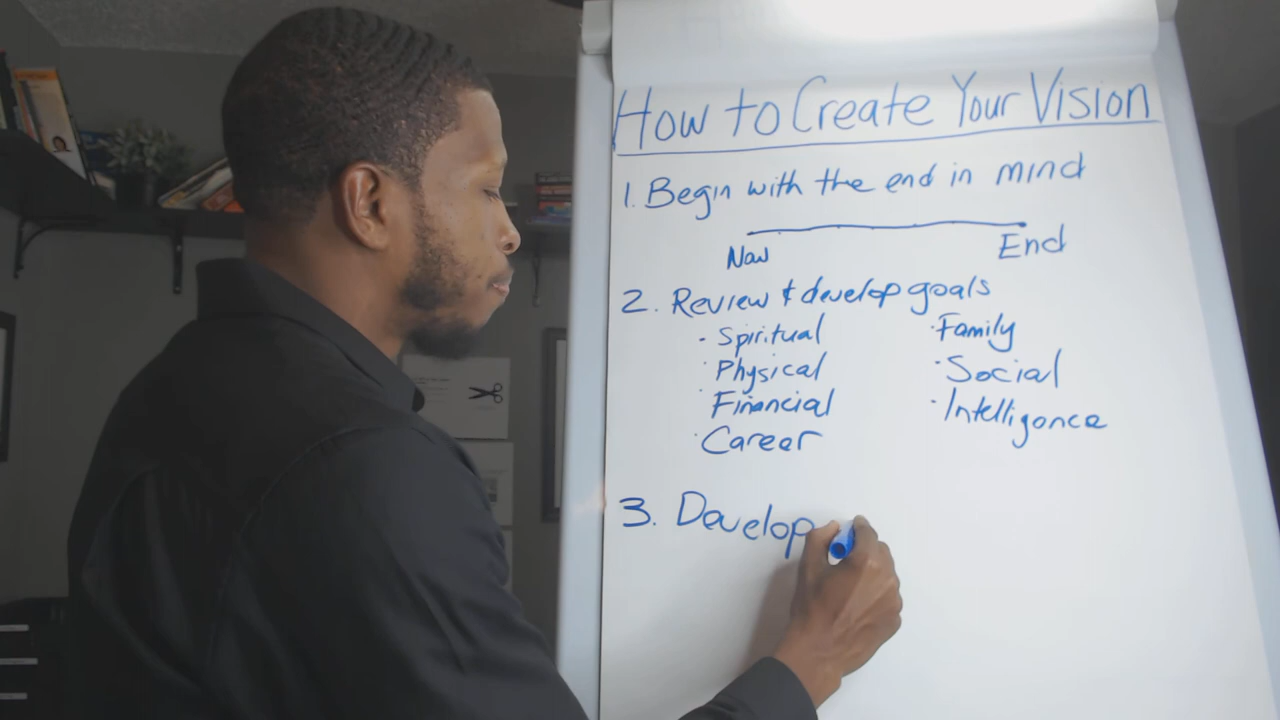 How to Create Your Vision
1. Begin with the end in mind
Now End
2. Review & develop goals
· Spiritual · Family
· Physical · Social
· Financial · Intelligence
· Career
3. Develop